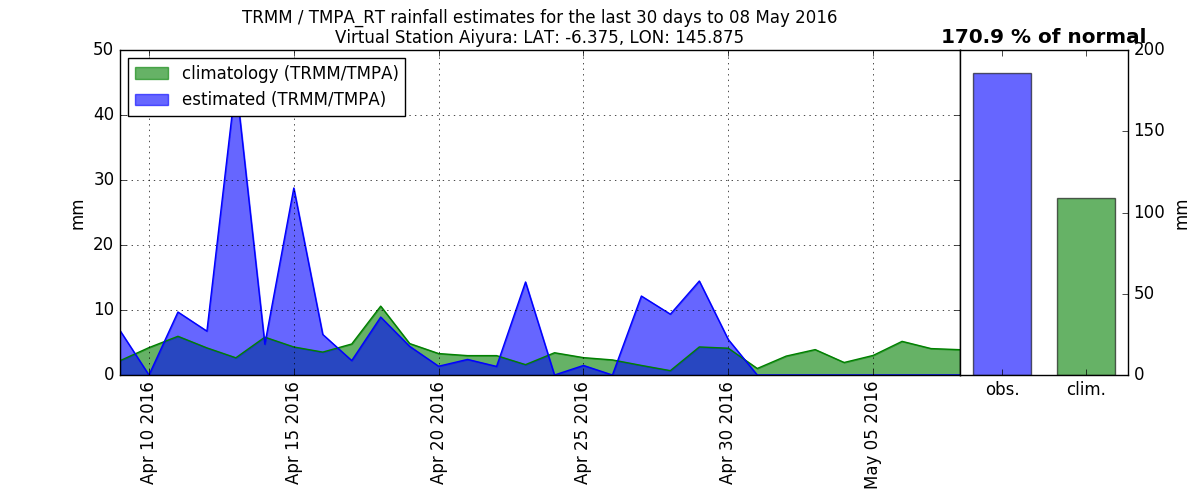 TRMM / TMPA_RT rainfall estimates for the last 30 days to 08 May 2016
Virtual Station Aiyura: LAT: -6.375, LON: 145.875
170.9 % of normal
climatology (TRMM/TMPA)
estimated (TRMM/TMPA)
50
40
30
20
10
0
mm
Apr 10 2016
Apr 15 2016
Apr 20 2016
Apr 25 2016
Apr 30 2016
May 05 2016
200
150
100
50
0
mm
obs.
clim.